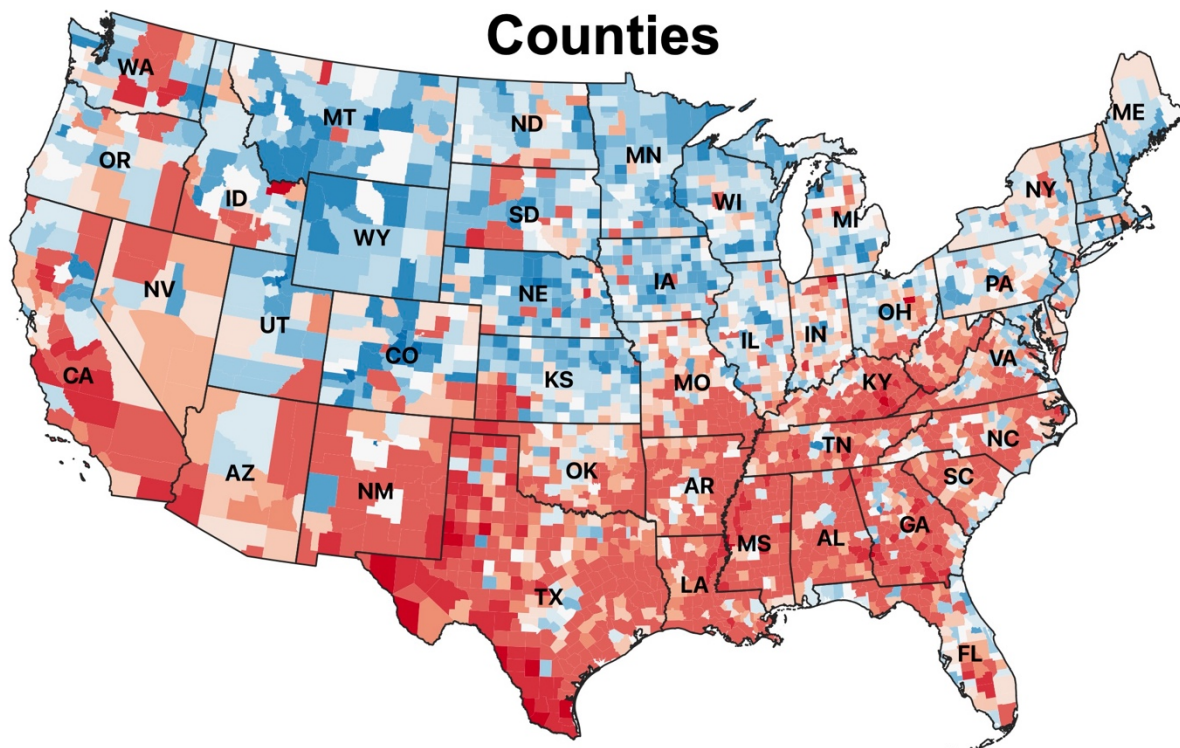 Counties
WA
MT
ND
MN
ME
OR
ID
SD
WI
MI
NY
WY
NE
IA
PA
NV
UT
CO
KS
IL
IN
OH
CA
MO
KY
VA
AZ
NM
OK
AR
TN
NC
SC
MS
AL
GA
TX
LA
FL